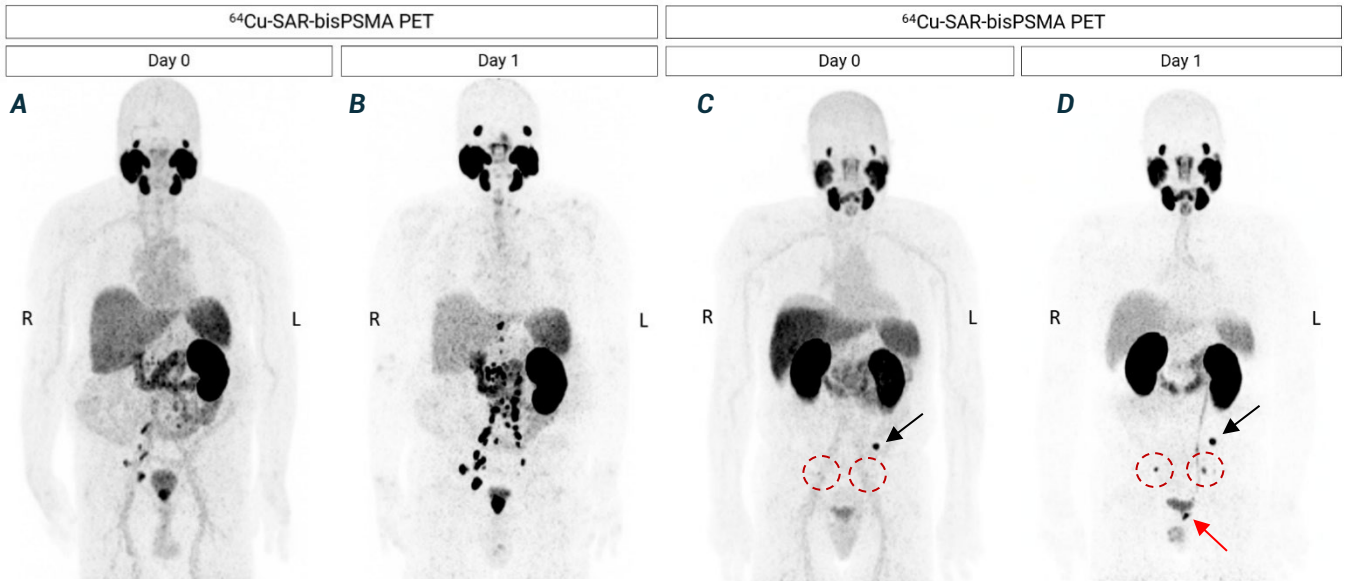 ⁶⁴Cu-SAR-bisPSMA PET
Day 0
Day 1
A
B
R
L
R
L
⁶⁴Cu-SAR-bisPSMA PET
Day 0
Day 1
C
D
R
L
R
L